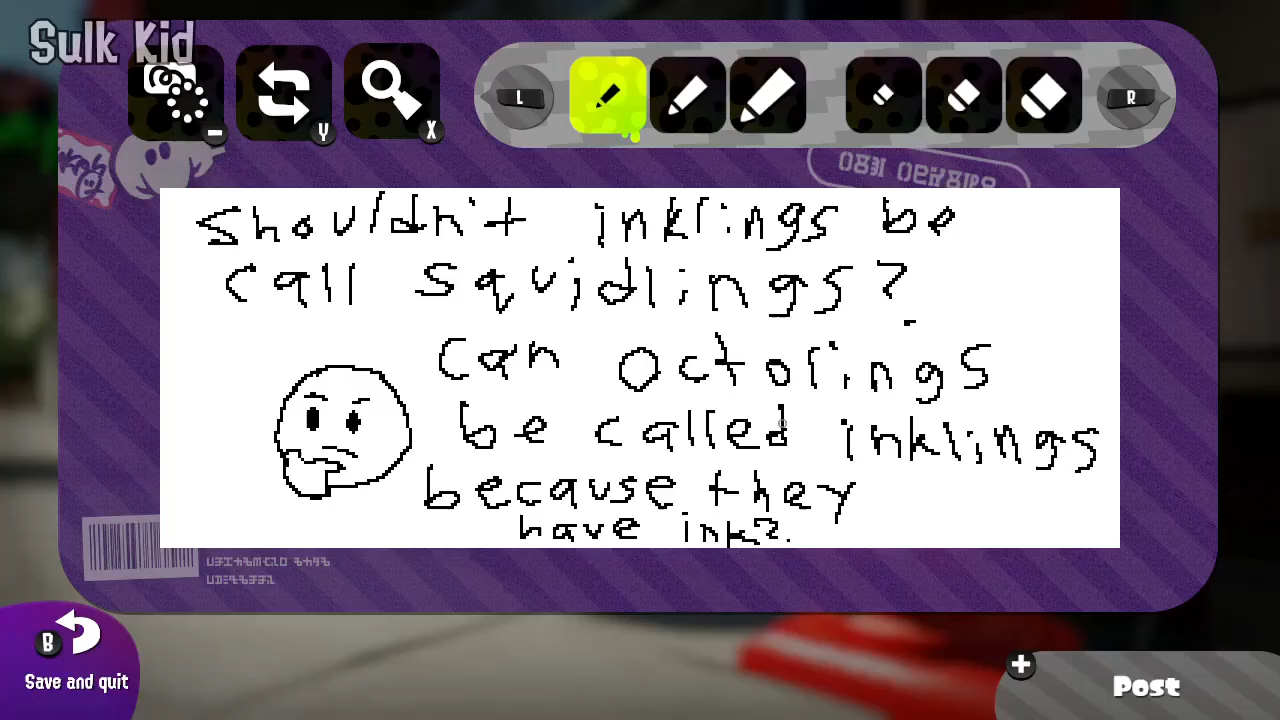 Sulk Kid
-
Y
X
L
R
Shouldn't inklings be
call squidlings?
can octolings
be called inklings
because they
have ink?.
B
Save and quit
+
Post